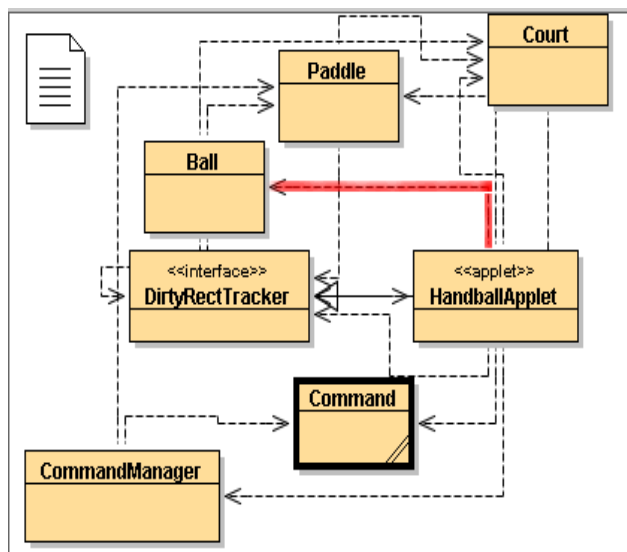 Court
Paddle
Ball
<<interface>>
DirtyRectTracker
<<applet>>
HandballApplet
Command
CommandManager